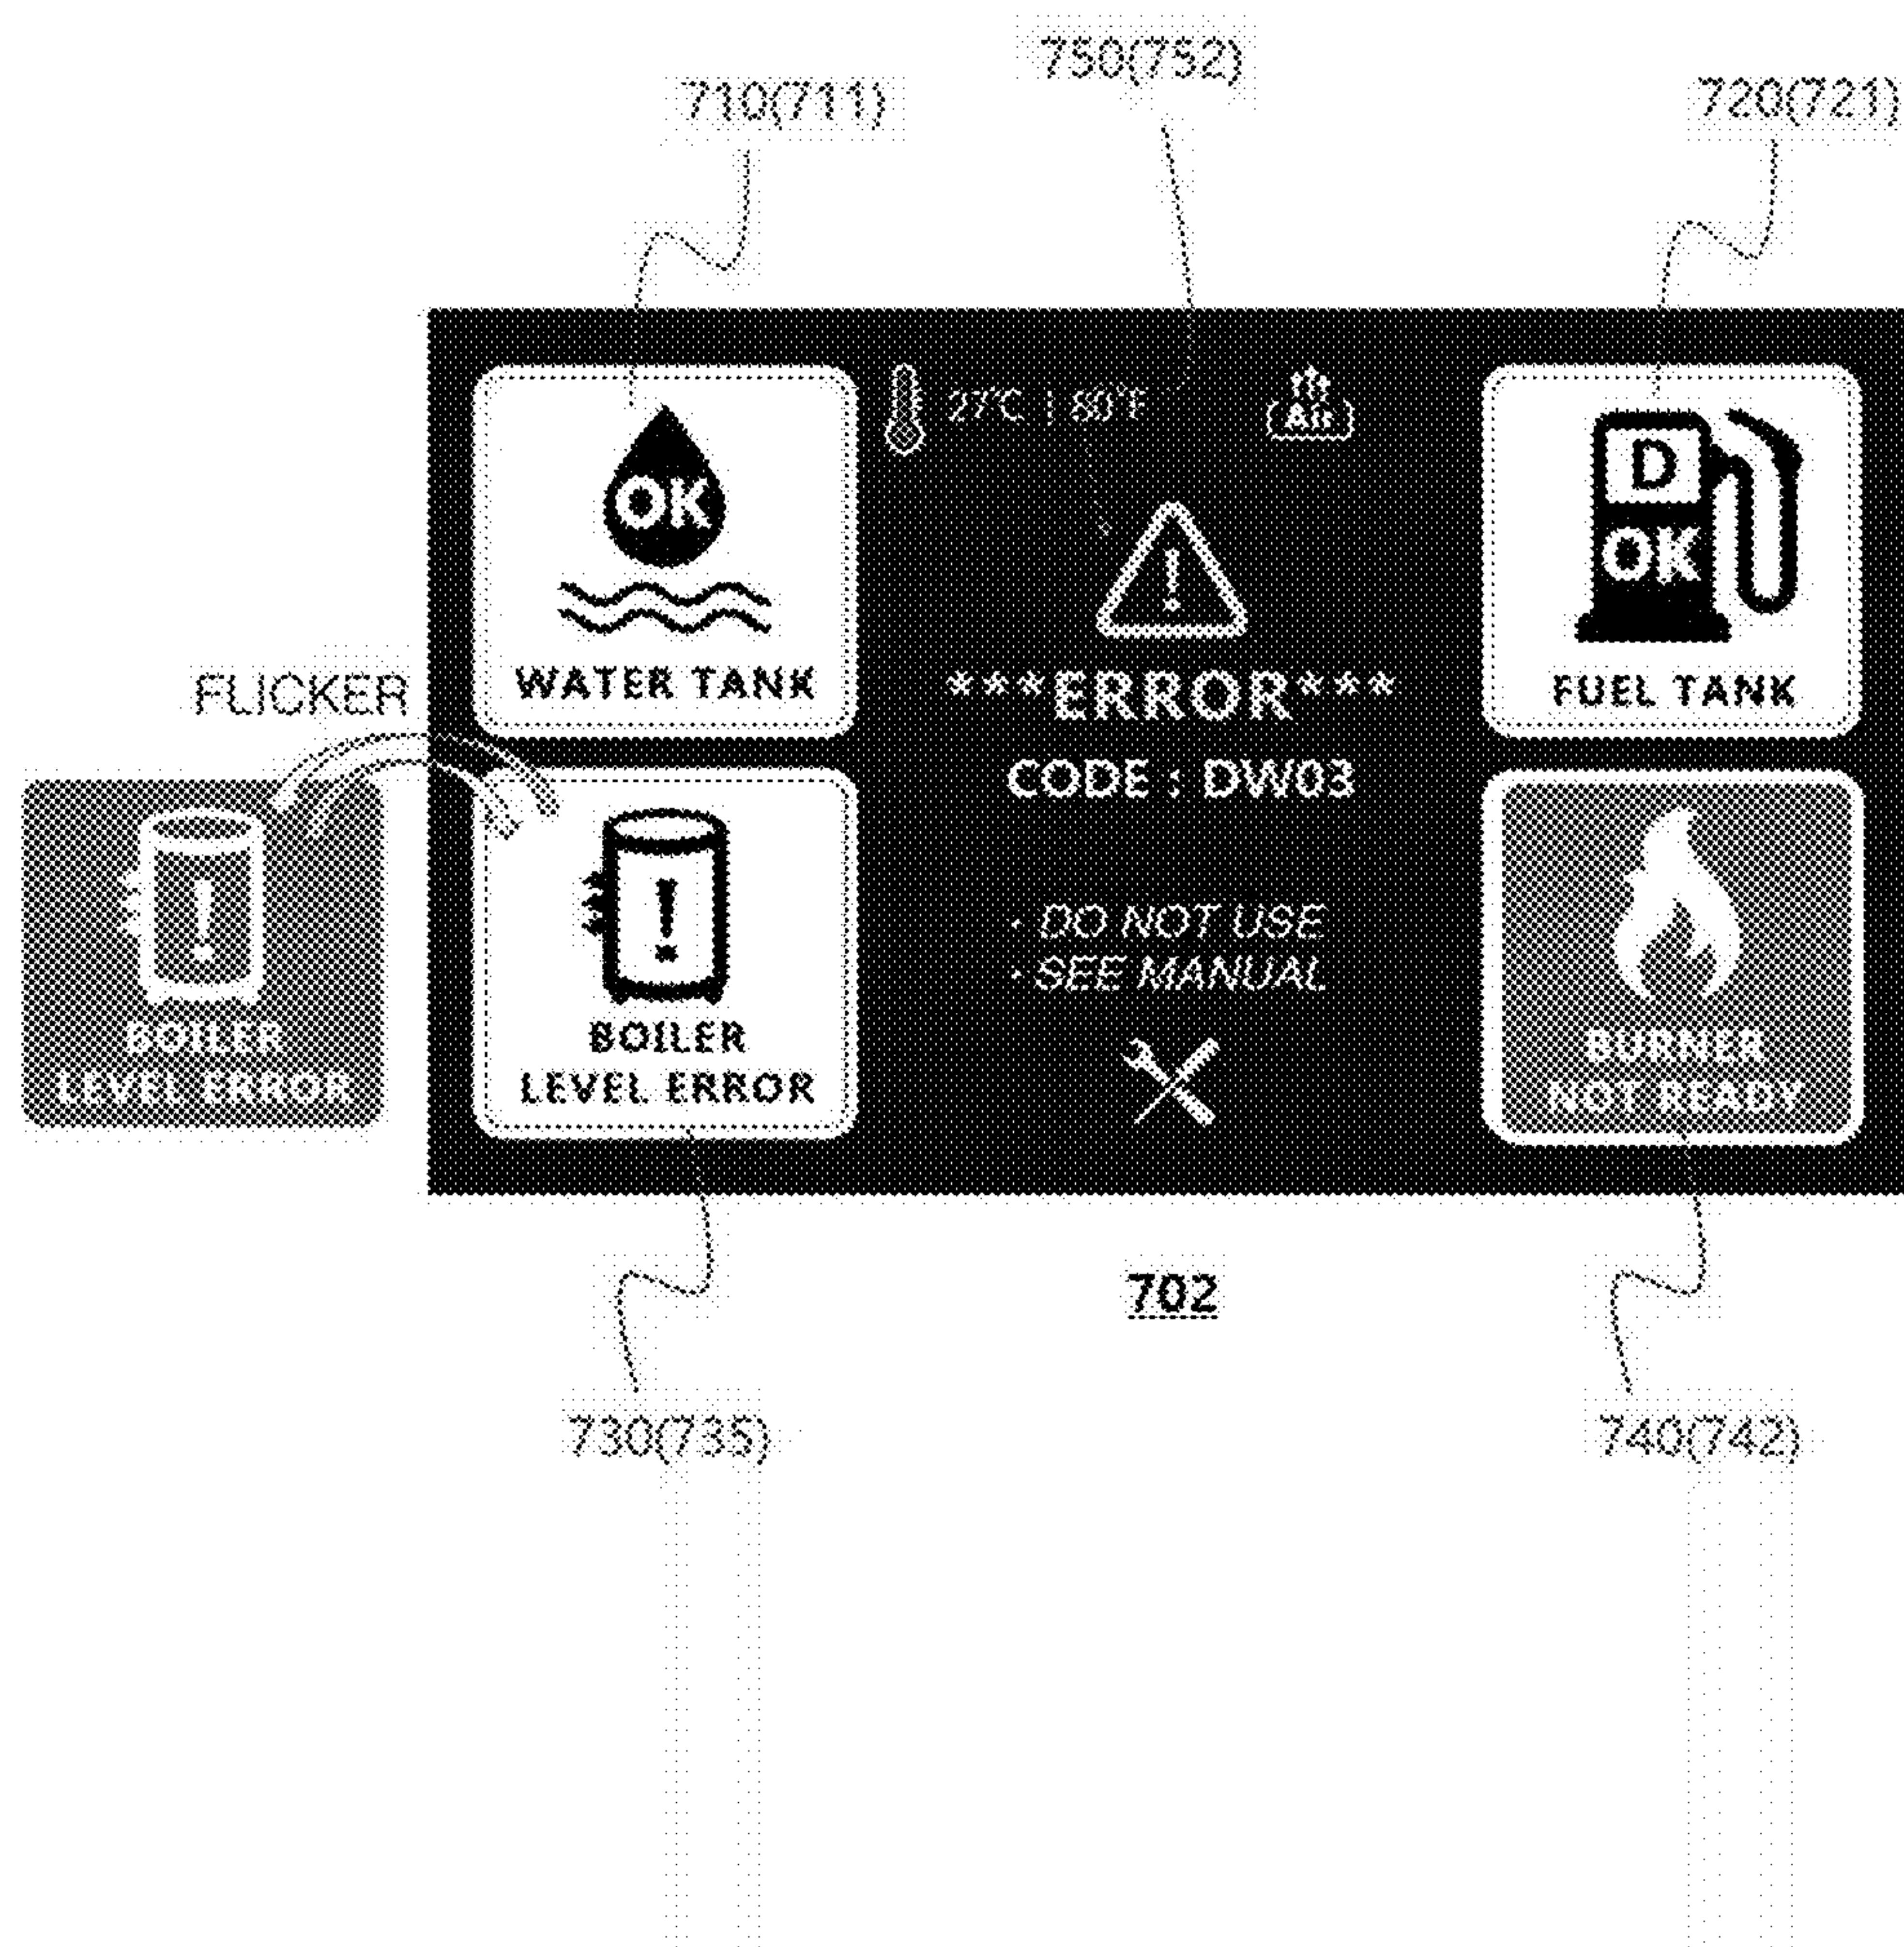 750(752)
710(711)
720(721)
27°C | 80°F
Air
OK
D
OK
WATER TANK
***ERROR***
FUEL TANK
FLICKER
CODE : DW03
!
!
!
DO NOT USE
SEE MANUAL
BOILER
LEVEL ERROR
BOILER
LEVEL ERROR
BURNER
NOT READY
702
730(735)
740(742)